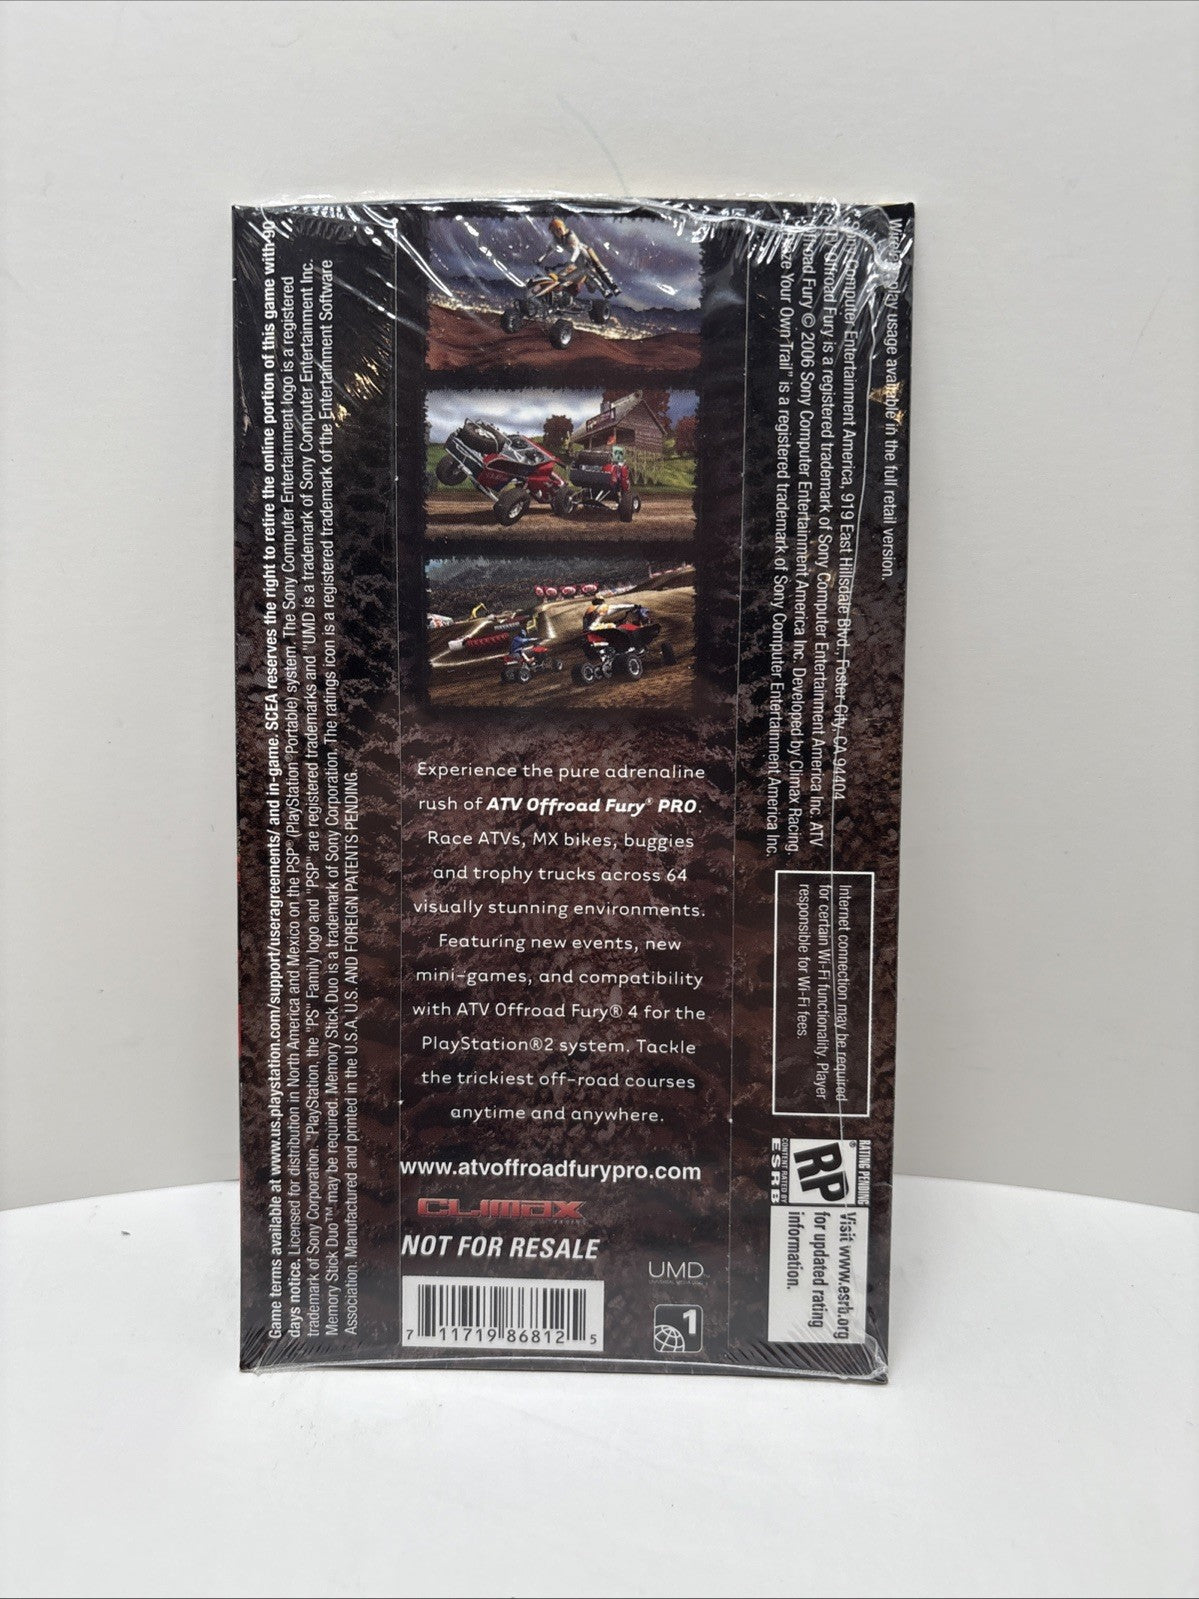 Experience the pure adrenaline
rush of ATV Offroad Fury® PRO.
Race ATVs, MX bikes, buggies
and trophy trucks across 64
visually stunning environments.
Featuring new events, new
mini-games, and compatibility
with ATV Offroad Fury® 4 for the
PlayStation®2 system. Tackle
the trickiest off-road courses
anytime and anywhere.
www.atvoffroadfurypro.com
CLIMAX
RACING
NOT FOR RESALE
7 11719 86812 5
UMD
1
Game terms available at www.us.playstation.com/support/useragreements/ and in-game. SCEA reserves the right to retire the online portion of this game with 90
days notice. Licensed for distribution in North America and Mexico on the PSP® (PlayStation®Portable) system. The Sony Computer Entertainment logo is a registered
trademark of Sony Corporation. "PlayStation, the "PS" Family logo and "PSP" are registered trademarks and "UMD" is a trademark of Sony Computer Entertainment Inc.
Memory Stick Duo™ may be required. Memory Stick Duo is a trademark of Sony Corporation. The ratings icon is a registered trademark of the Entertainment Software
Association. Manufactured and printed in the U.S.A. U.S. AND FOREIGN PATENTS PENDING.
play usage available in the full retail version.
Computer Entertainment America, 919 East Hillsdale Blvd., Foster City, CA 94404
Offroad Fury is a registered trademark of Sony Computer Entertainment America Inc. ATV
Fury © 2006 Sony Computer Entertainment America Inc. Developed by Climax Racing.
Your Own Trail" is a registered trademark of Sony Computer Entertainment America Inc.
Internet connection may be required
for certain Wi-Fi functionality. Player
responsible for Wi-Fi fees.
RATING PENDING
RP
®
CONTENT RATED BY
ESRB
Visit www.esrb.org
for updated rating
information.